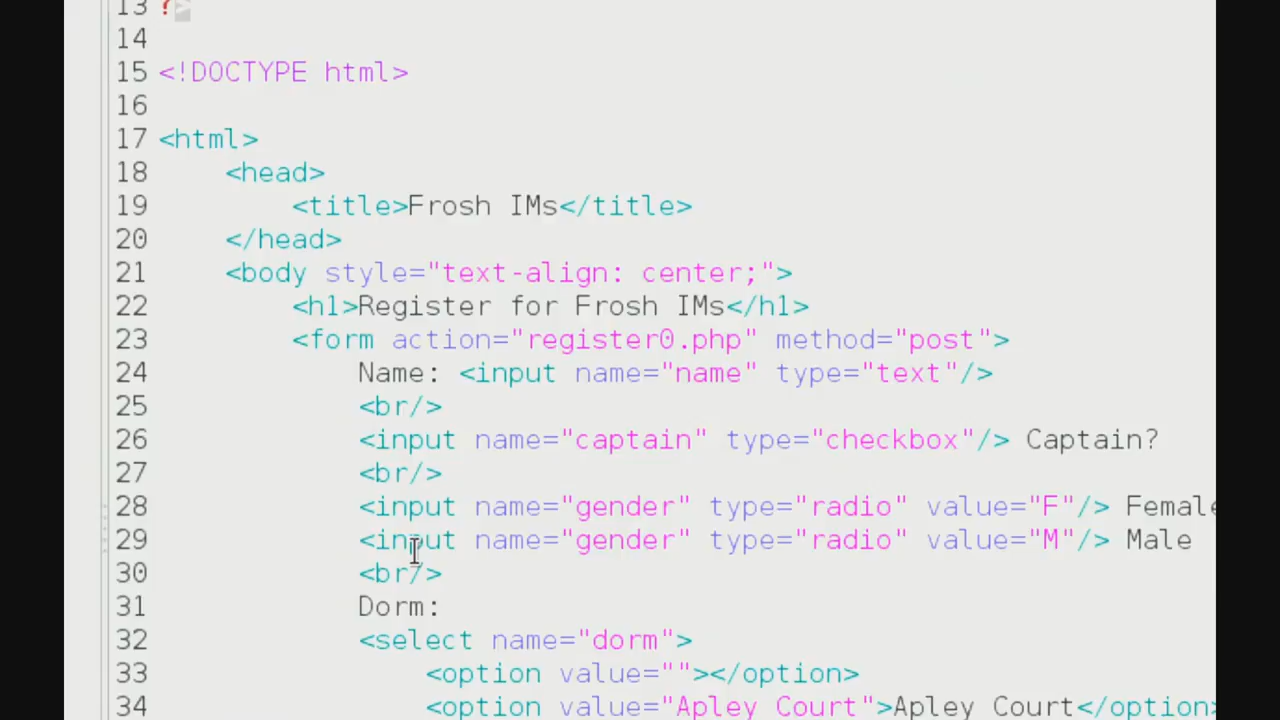 13 ?>
14
15 <!DOCTYPE html>
16
17 <html>
18 <head>
19 <title>Frosh IMs</title>
20 </head>
21 <body style="text-align: center;">
22 <h1>Register for Frosh IMs</h1>
23 <form action="register0.php" method="post">
24 Name: <input name="name" type="text"/>
25 <br/>
26 <input name="captain" type="checkbox"/> Captain?
27 <br/>
28 <input name="gender" type="radio" value="F"/> Female
29 <input name="gender" type="radio" value="M"/> Male
30 <br/>
31 Dorm:
32 <select name="dorm">
33 <option value=""></option>
34 <option value="Apley Court">Apley Court</option>